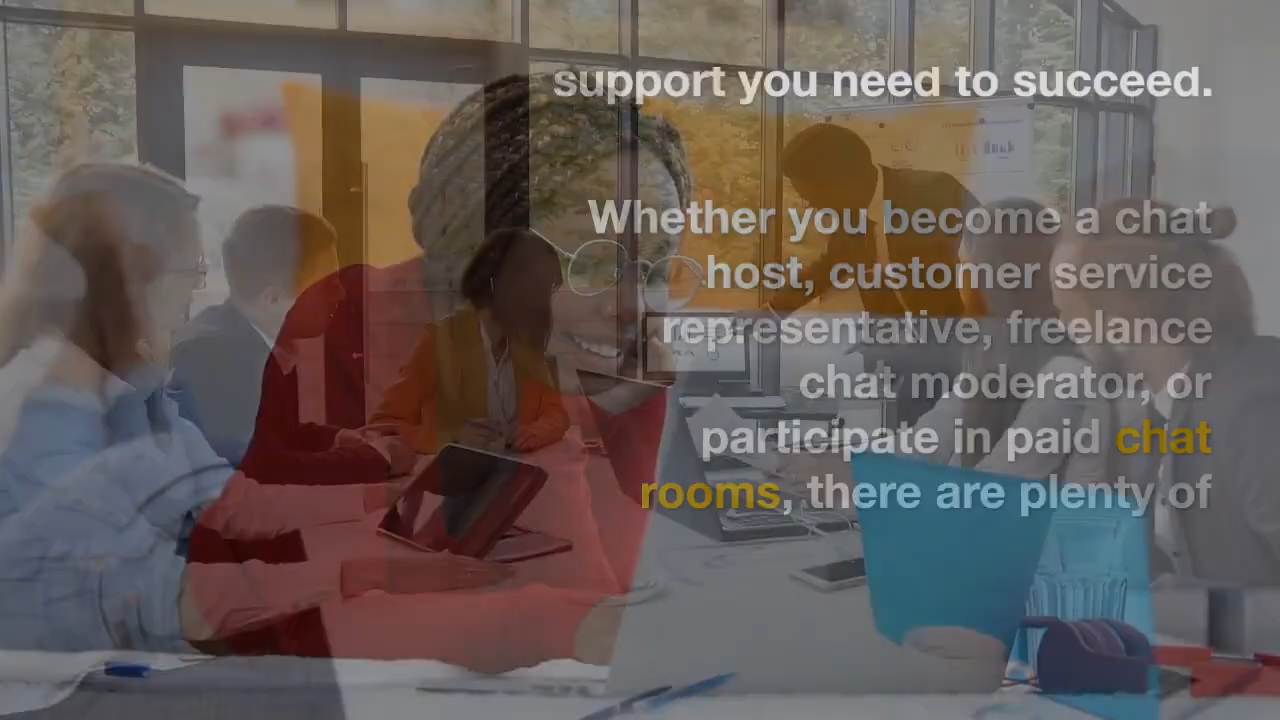 support you need to succeed.
Whether you become a chat
host, customer service
representative, freelance
chat moderator, or
participate in paid chat
rooms, there are plenty of